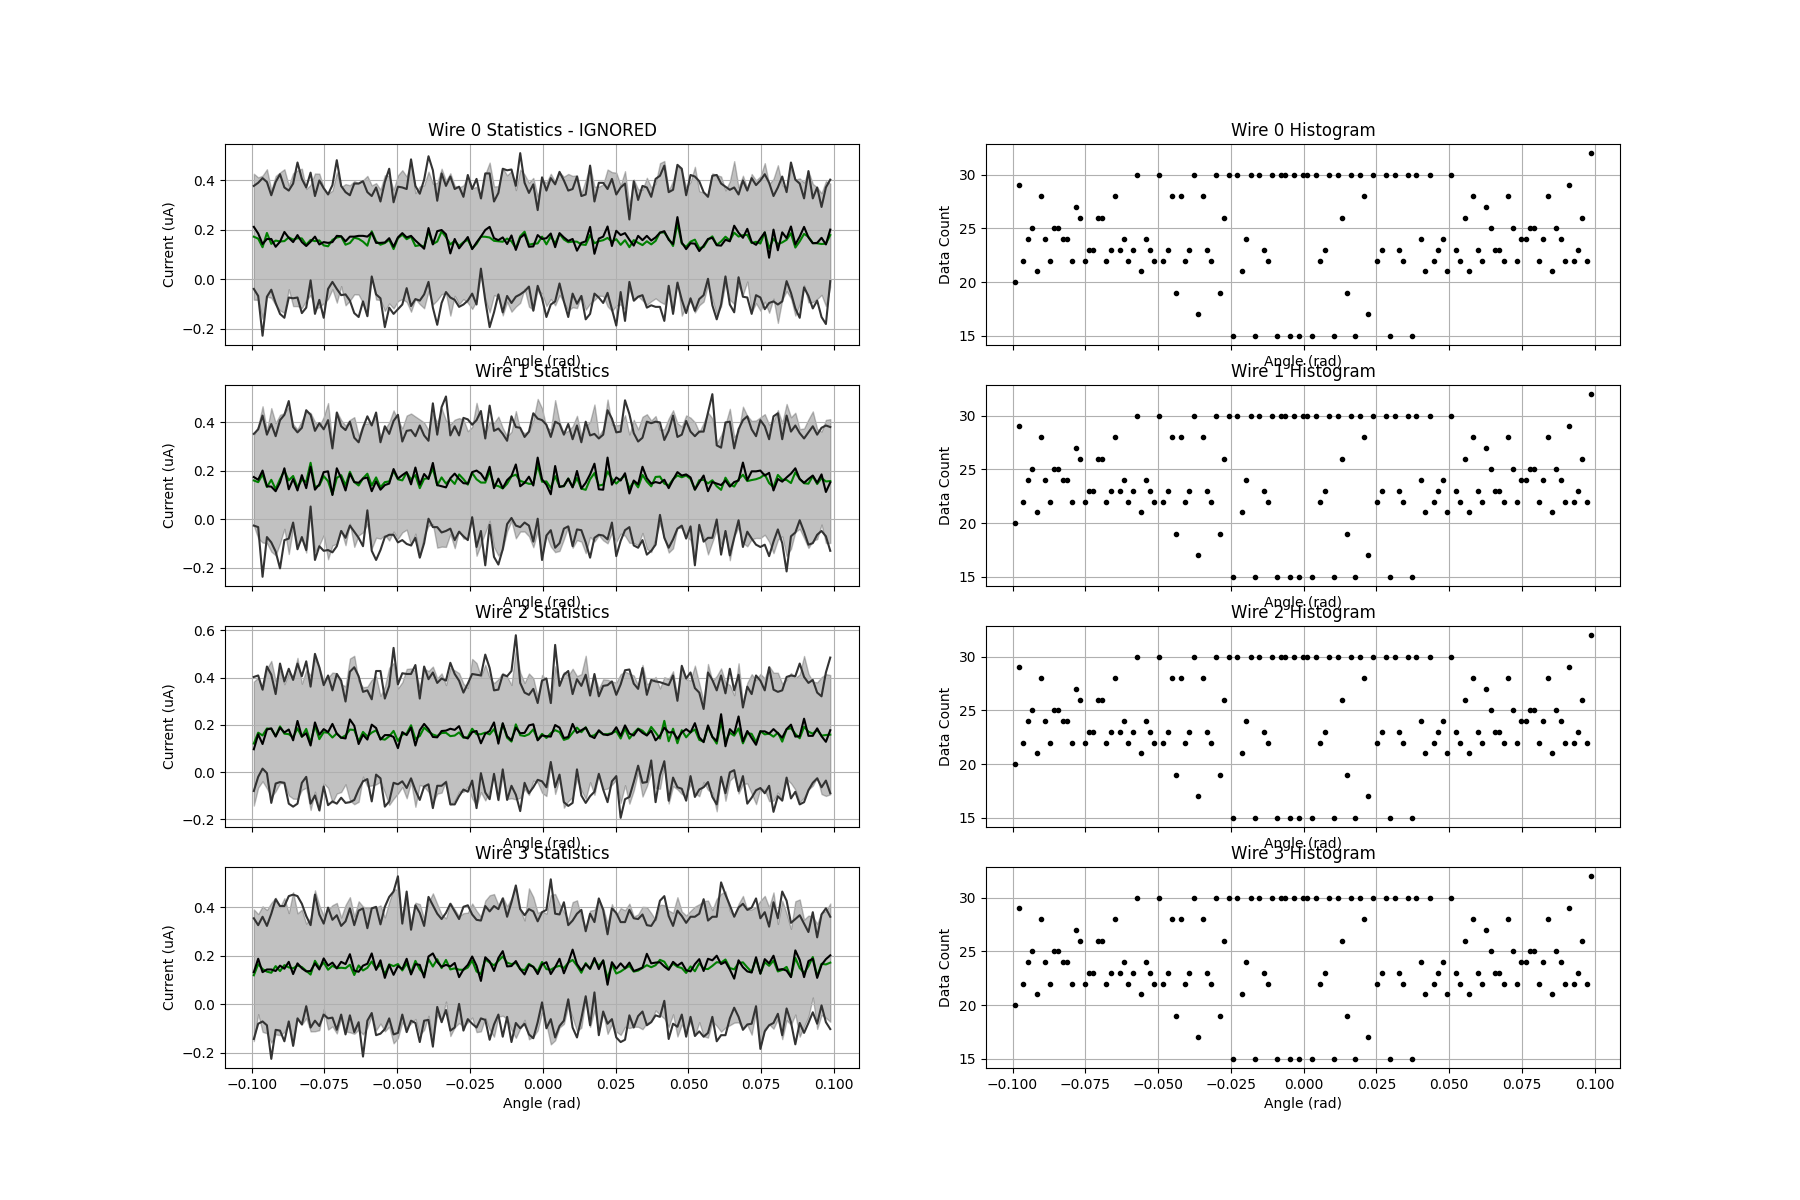 Wire 0 Statistics - IGNORED
Current (uA)
0.4
0.2
0.0
−0.2
Angle (rad)
Wire 0 Histogram
Data Count
30
25
20
15
Angle (rad)
Wire 1 Statistics
Current (uA)
0.4
0.2
0.0
−0.2
Angle (rad)
Wire 1 Histogram
Data Count
30
25
20
15
Angle (rad)
Wire 2 Statistics
Current (uA)
0.6
0.4
0.2
0.0
−0.2
Angle (rad)
Wire 2 Histogram
Data Count
30
25
20
15
Angle (rad)
Wire 3 Statistics
Current (uA)
0.4
0.2
0.0
−0.2
−0.100 −0.075 −0.050 −0.025 0.000 0.025 0.050 0.075 0.100
Angle (rad)
Wire 3 Histogram
Data Count
30
25
20
15
−0.100 −0.075 −0.050 −0.025 0.000 0.025 0.050 0.075 0.100
Angle (rad)